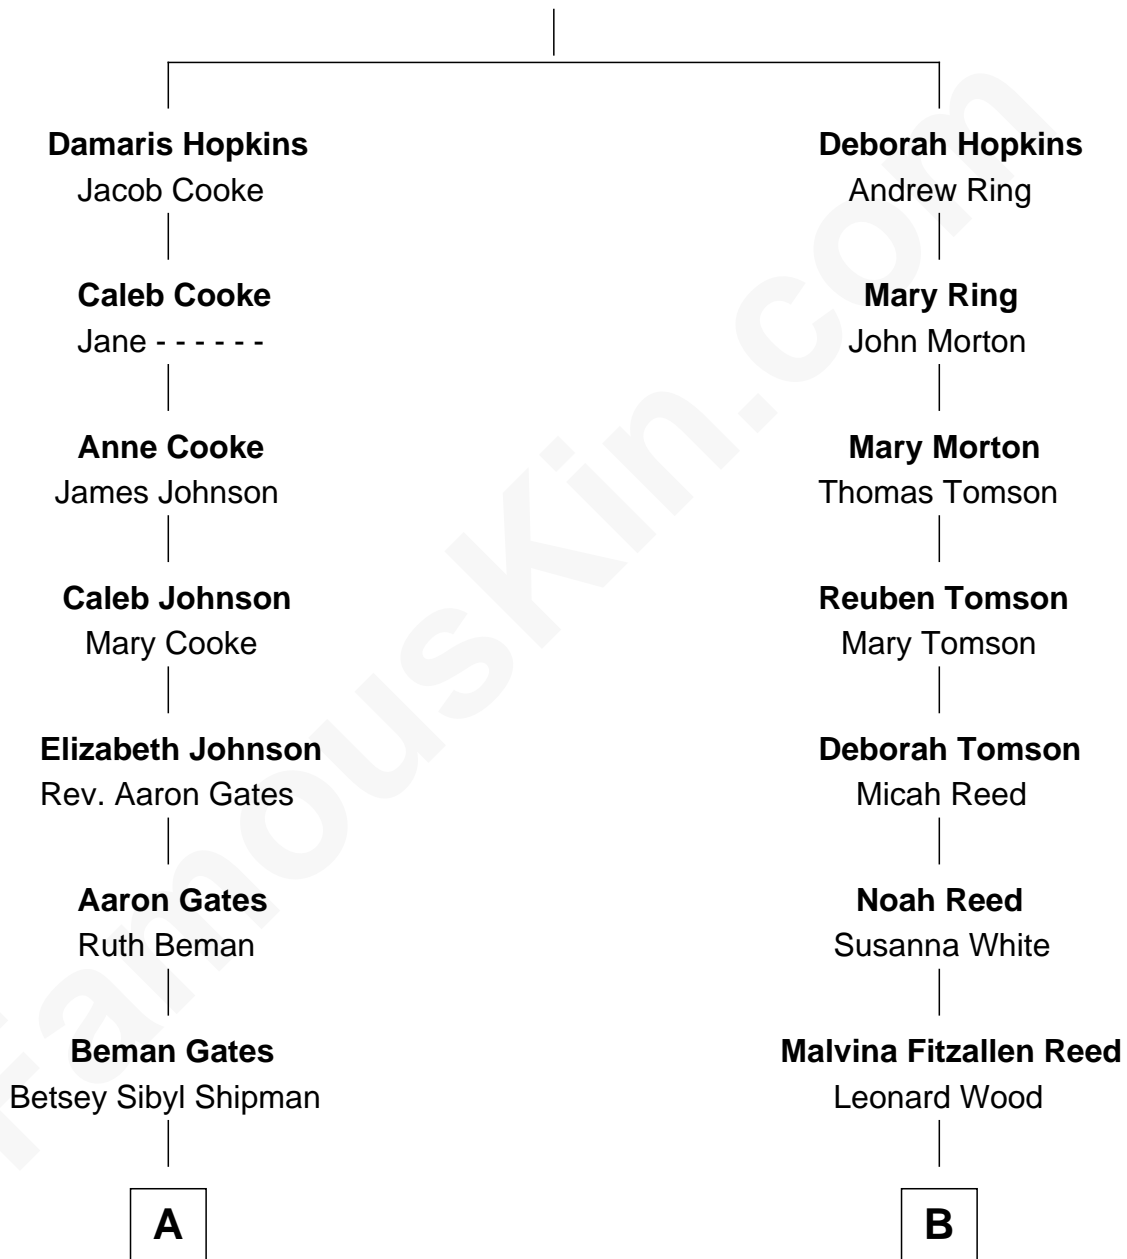 Damaris Hopkins
Jacob Cooke
Deborah Hopkins
Andrew Ring
Caleb Cooke
Jane - - - - - -
Mary Ring
John Morton
Anne Cooke
James Johnson
Mary Morton
Thomas Tomson
Caleb Johnson
Mary Cooke
Reuben Tomson
Mary Tomson
Elizabeth Johnson
Rev. Aaron Gates
Deborah Tomson
Micah Reed
Aaron Gates
Ruth Beman
Noah Reed
Susanna White
Beman Gates
Betsey Sibyl Shipman
Malvina Fitzallen Reed
Leonard Wood
A
B
FamousKin.com